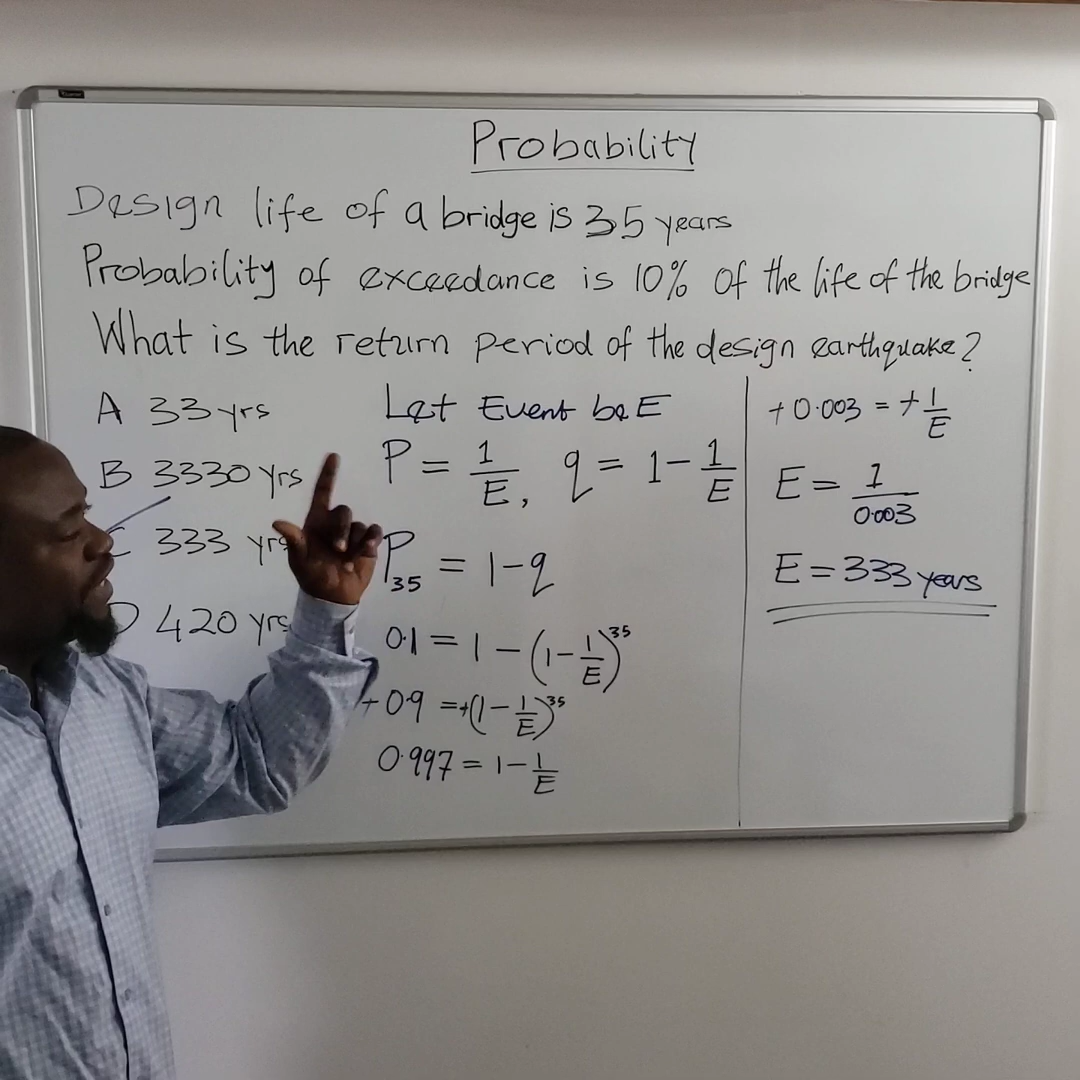 Probability
Design life of a bridge is 35 years
Probability of exceedance is 10% of the life of the bridge
What is the return period of the design earthquake?
A 33 yrs
B 3330 yrs
C 333 yrs
D 420 yrs
Let Event be E
P = 1/E, q = 1 - 1/E
P₃₅ = 1 - q
0.1 = 1 - (1 - 1/E)³⁵
+0.9 = +(1 - 1/E)³⁵
0.997 = 1 - 1/E
+0.003 = +1/E
E = 1/0.003
E = 333 years